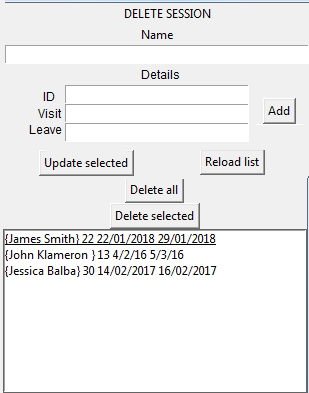 DELETE SESSION
Name
Details
ID
Visit
Add
Leave
Update selected
Reload list
Delete all
Delete selected
{James Smith} 22 22/01/2018 29/01/2018
{John Klameron } 13 4/2/16 5/3/16
{Jessica Balba} 30 14/02/2017 16/02/2017